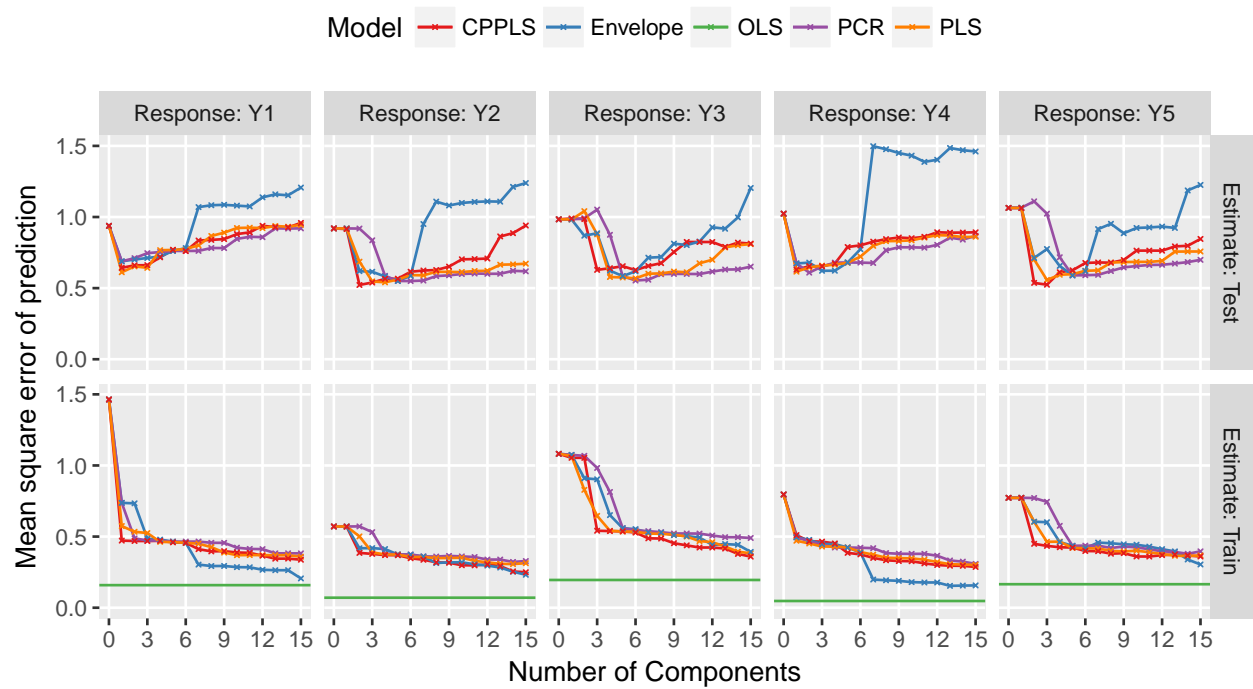 Model CPPLS Envelope OLS PCR PLS
Response: Y1 Response: Y2 Response: Y3 Response: Y4 Response: Y5
Mean square error of prediction
1.5
1.0
0.5
0.0
Estimate: Test
1.5
1.0
0.5
0.0
Estimate: Train
0 3 6 9 12 15 0 3 6 9 12 15 0 3 6 9 12 15 0 3 6 9 12 15 0 3 6 9 12 15
Number of Components